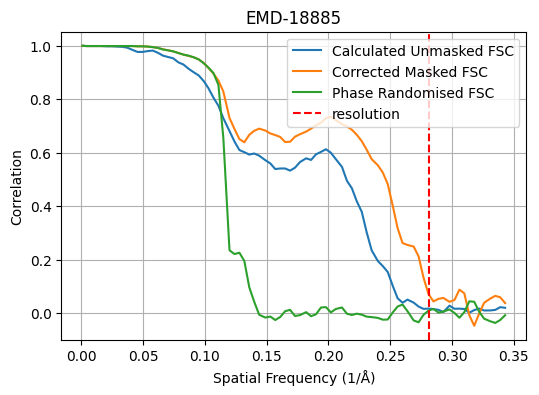 EMD-18885
Calculated Unmasked FSC
Corrected Masked FSC
Phase Randomised FSC
resolution
Correlation
1.0
0.8
0.6
0.4
0.2
0.0
0.00 0.05 0.10 0.15 0.20 0.25 0.30 0.35
Spatial Frequency (1/Å)